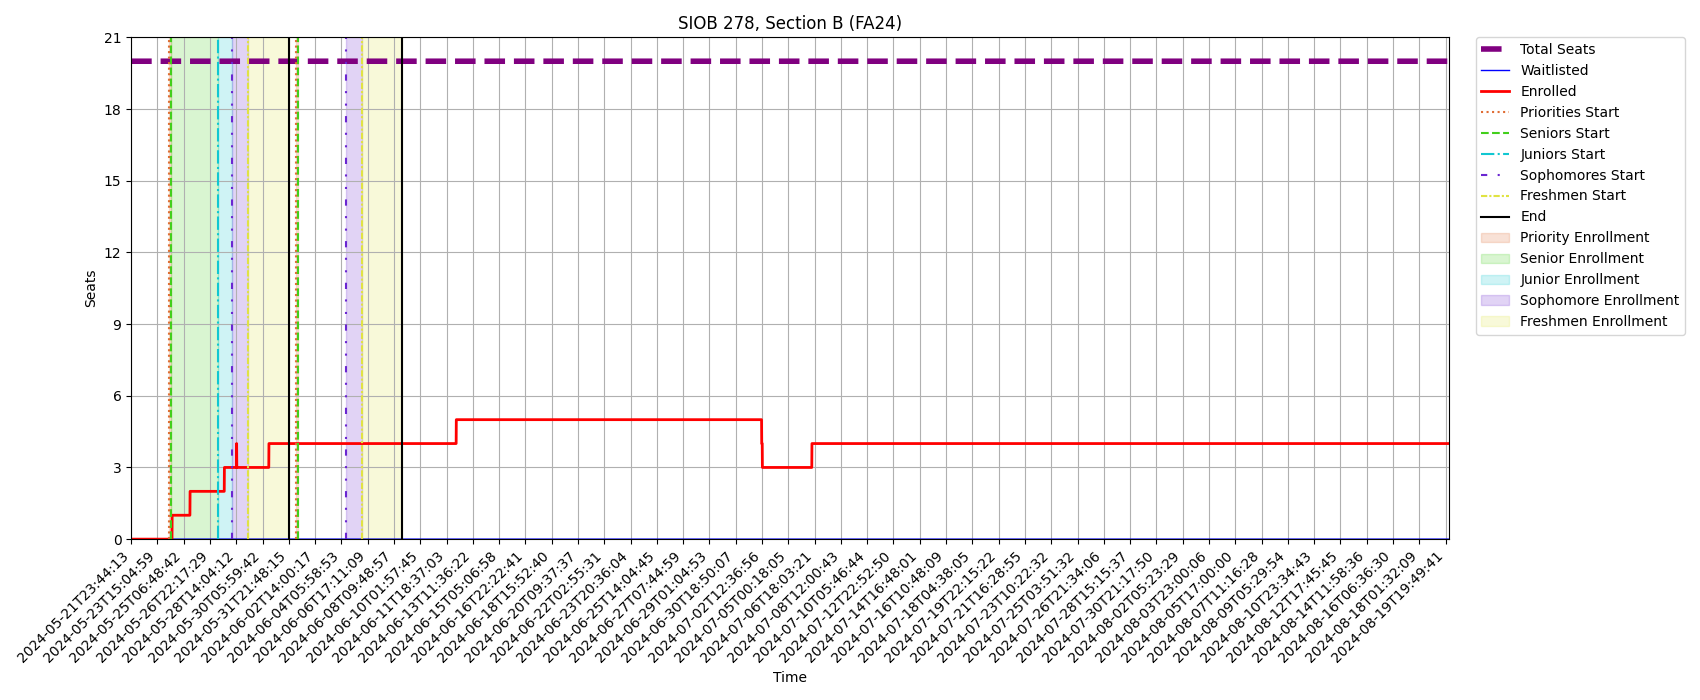 SIOB 278, Section B (FA24)
21
18
15
12
9
6
3
0
Seats
2024-05-21T23:44:13
2024-05-23T15:04:59
2024-05-25T06:48:42
2024-05-26T22:17:29
2024-05-28T14:04:12
2024-05-30T05:59:42
2024-05-31T21:48:15
2024-06-02T14:00:17
2024-06-04T05:58:53
2024-06-06T17:11:09
2024-06-08T09:48:57
2024-06-10T01:57:45
2024-06-11T18:37:03
2024-06-13T11:36:22
2024-06-15T05:06:58
2024-06-16T22:22:41
2024-06-18T15:52:40
2024-06-20T09:37:37
2024-06-22T02:55:31
2024-06-23T20:36:04
2024-06-25T14:04:45
2024-06-27T07:44:59
2024-06-29T01:04:53
2024-06-30T18:50:07
2024-07-02T12:36:56
2024-07-05T00:18:05
2024-07-06T18:03:21
2024-07-08T12:00:43
2024-07-10T05:46:44
2024-07-12T22:52:50
2024-07-14T16:48:01
2024-07-16T10:48:09
2024-07-18T04:38:05
2024-07-19T22:15:22
2024-07-21T16:28:55
2024-07-23T10:22:32
2024-07-25T03:51:32
2024-07-26T21:34:06
2024-07-28T15:15:37
2024-07-30T21:17:50
2024-08-02T05:23:29
2024-08-03T23:00:06
2024-08-05T17:00:00
2024-08-07T11:16:28
2024-08-09T05:29:54
2024-08-10T23:34:43
2024-08-12T17:45:45
2024-08-14T11:58:36
2024-08-16T06:36:30
2024-08-18T01:32:09
2024-08-19T19:49:41
Time
Total Seats
Waitlisted
Enrolled
Priorities Start
Seniors Start
Juniors Start
Sophomores Start
Freshmen Start
End
Priority Enrollment
Senior Enrollment
Junior Enrollment
Sophomore Enrollment
Freshmen Enrollment